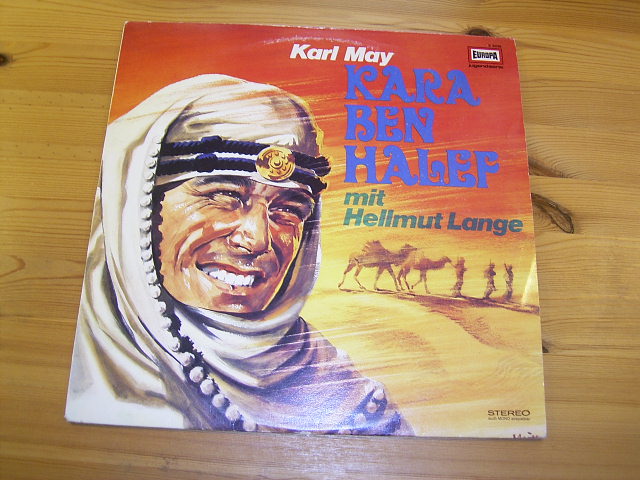 Karl May
EUROPA
KARA
BEN
HALEF
mit
Hellmut Lange
STEREO